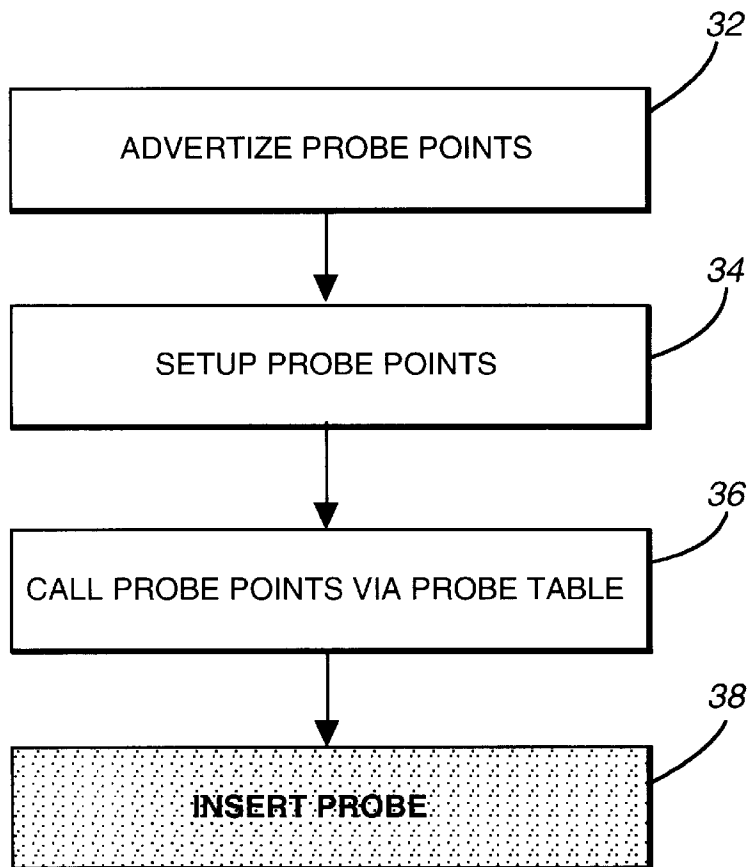 32
ADVERTIZE PROBE POINTS
34
SETUP PROBE POINTS
36
CALL PROBE POINTS VIA PROBE TABLE
38
INSERT PROBE